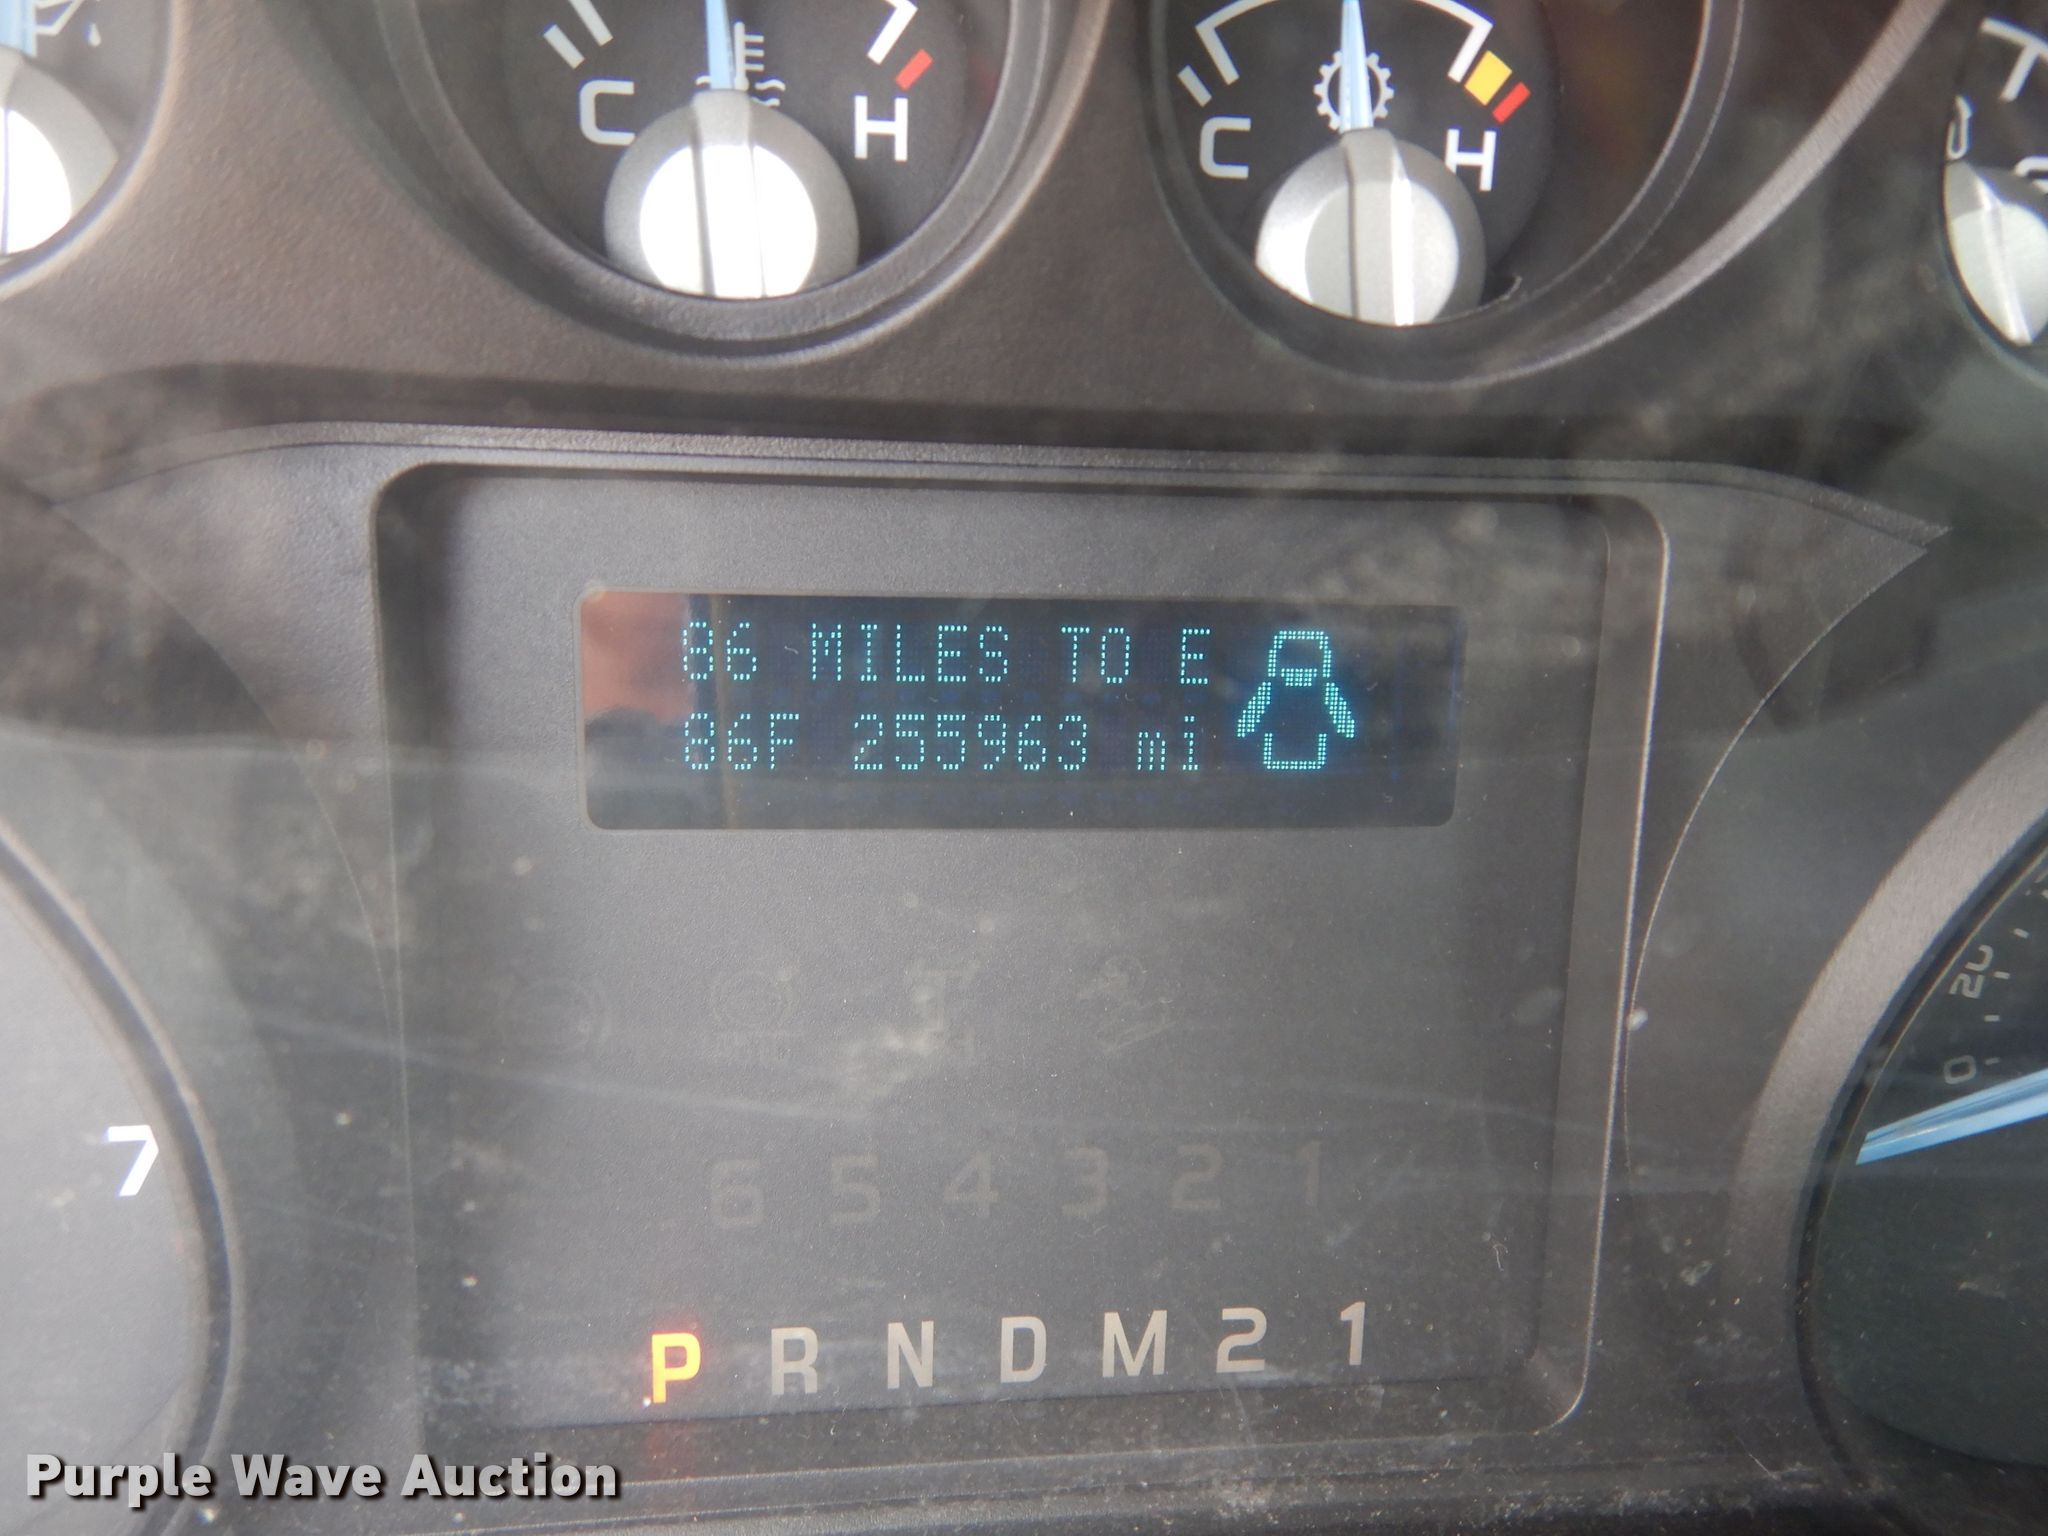 C H
C H
86 MILES TO E
86F 255963 mi
20
0
7
6 5 4 3 2 1
P R N D M 2 1
Purple Wave Auction